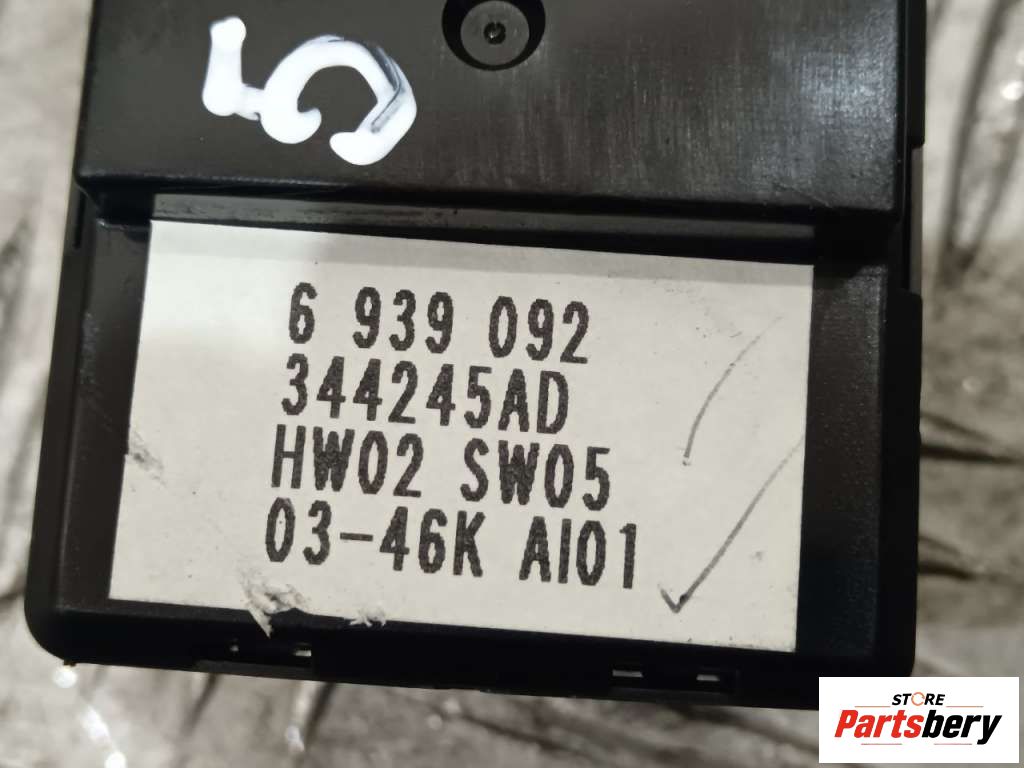 5
6 939 092
344245AD
HW02 SW05
03-46K AI01
STORE
Partsbery